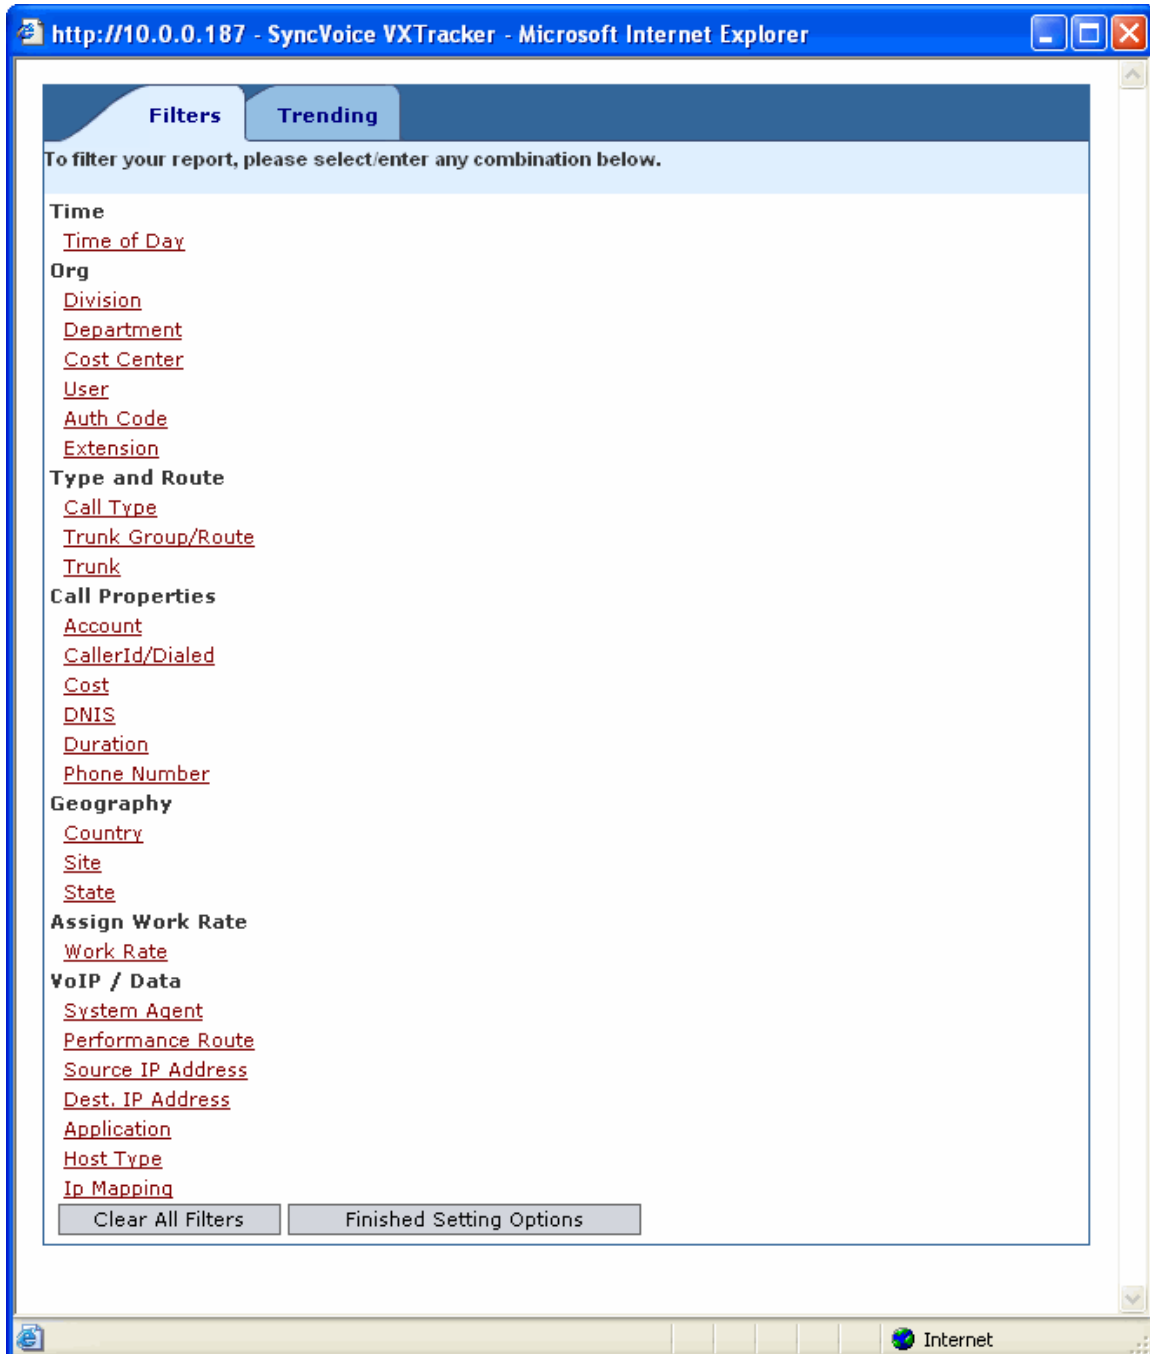 http://10.0.0.187 - SyncVoice VXTracker - Microsoft Internet Explorer
Filters Trending
To filter your report, please select/enter any combination below.
Time
Time of Day
Org
Division
Department
Cost Center
User
Auth Code
Extension
Type and Route
Call Type
Trunk Group/Route
Trunk
Call Properties
Account
CallerId/Dialed
Cost
DNIS
Duration
Phone Number
Geography
Country
Site
State
Assign Work Rate
Work Rate
VoIP / Data
System Agent
Performance Route
Source IP Address
Dest. IP Address
Application
Host Type
Ip Mapping
Clear All Filters Finished Setting Options
Internet